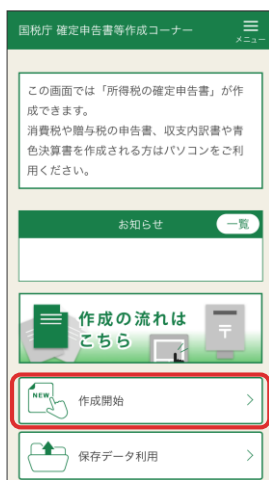 国税庁 確定申告書等作成コーナー
メニュー
この画面では「所得税の確定申告書」が作
成できます。
消費税や贈与税の申告書、収支内訳書や青
色決算書を作成される方はパソコンをご利
用ください。
お知らせ
一覧
作成の流れは
こちら
NEW
作成開始
保存データ利用